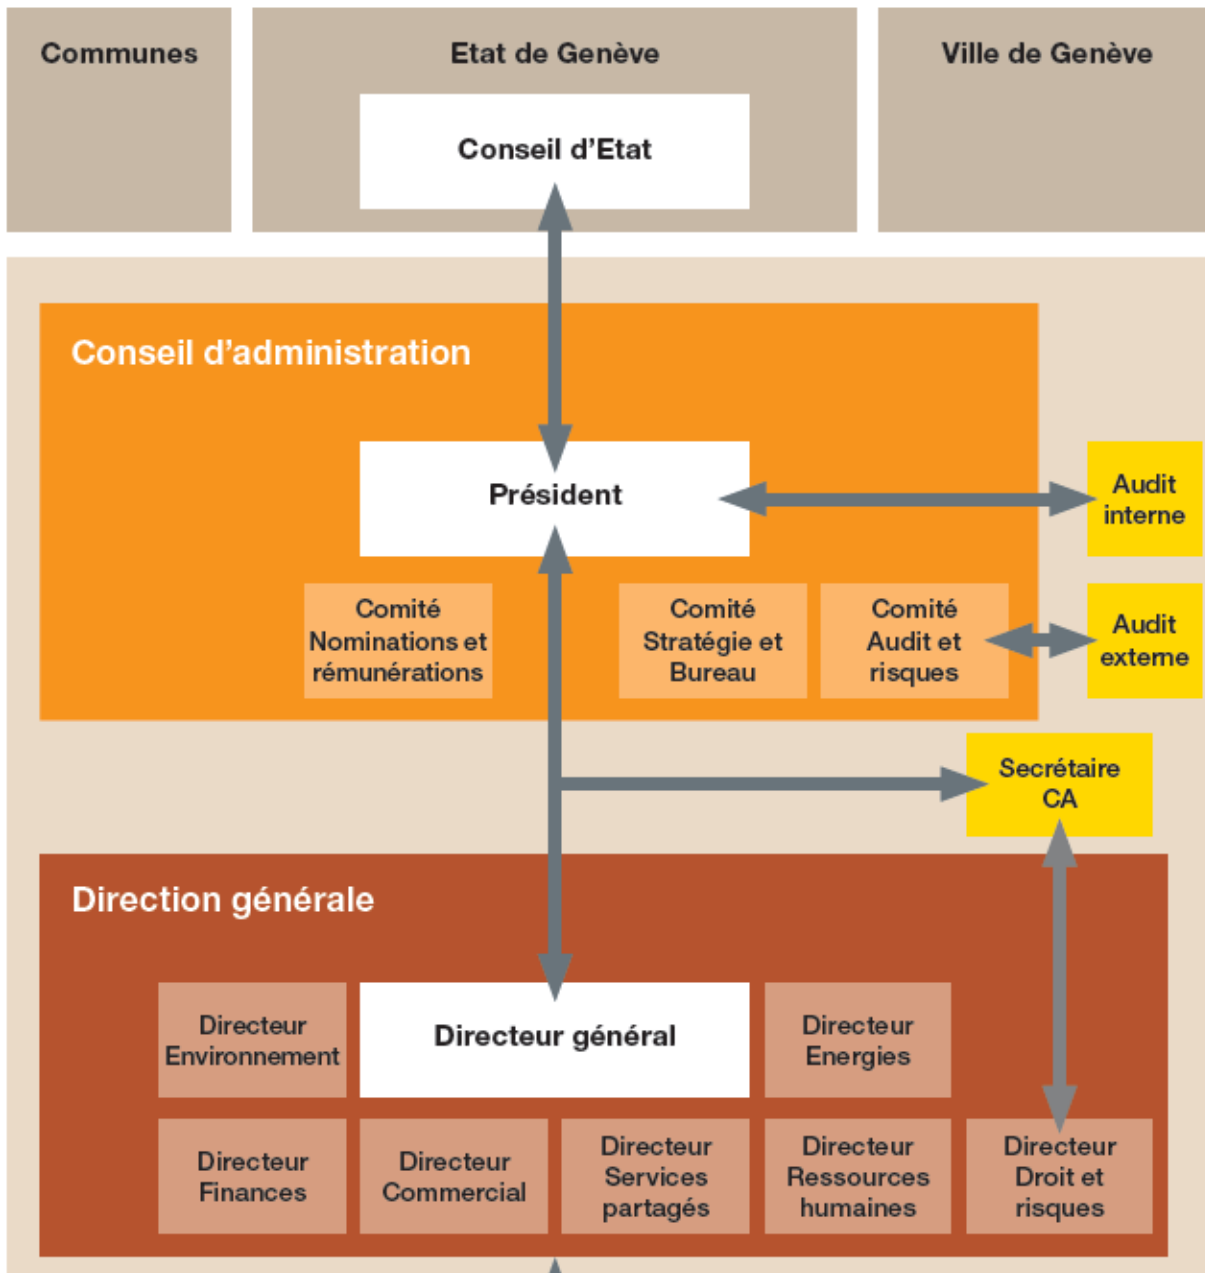 Communes
Etat de Genève
Ville de Genève
Conseil d'Etat
Conseil d'administration
Président
Audit
interne
Comité
Nominations et
rémunérations
Comité
Stratégie et
Bureau
Comité
Audit et
risques
Audit
externe
Secrétaire
CA
Direction générale
Directeur
Environnement
Directeur général
Directeur
Energies
Directeur
Finances
Directeur
Commercial
Directeur
Services
partagés
Directeur
Ressources
humaines
Directeur
Droit et
risques